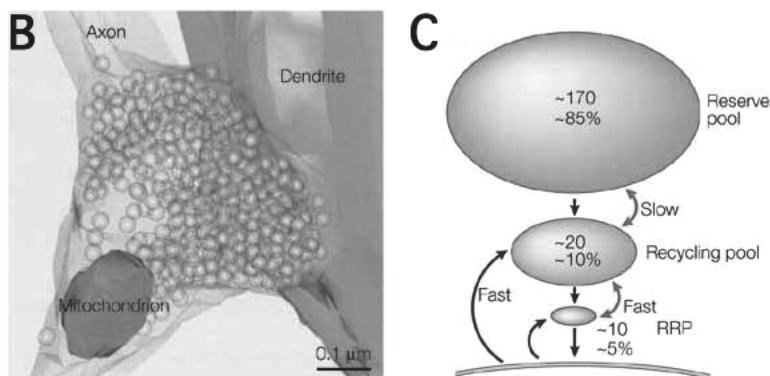 B
Axon
Dendrite
Mitochondrion
0.1 μm
C
~170
~85%
Reserve
pool
Slow
~20
~10%
Recycling pool
Fast
Fast
~10
~5%
RRP